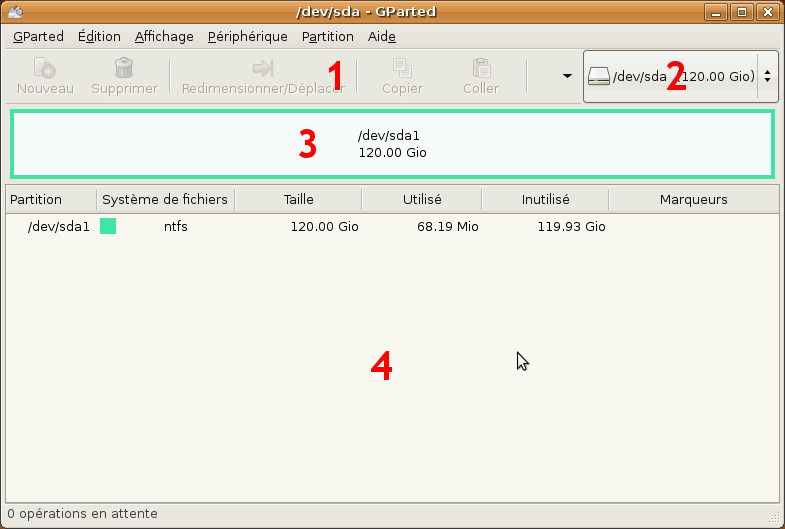 /dev/sda - GParted
GParted Édition Affichage Périphérique Partition Aide
Nouveau Supprimer Redimensionner/Déplacer Copier Coller /dev/sda (120.00 Gio)
1 2
3
/dev/sda1
120.00 Gio
Partition Système de fichiers Taille Utilisé Inutilisé Marqueurs
/dev/sda1 ntfs 120.00 Gio 68.19 Mio 119.93 Gio
4
0 opérations en attente